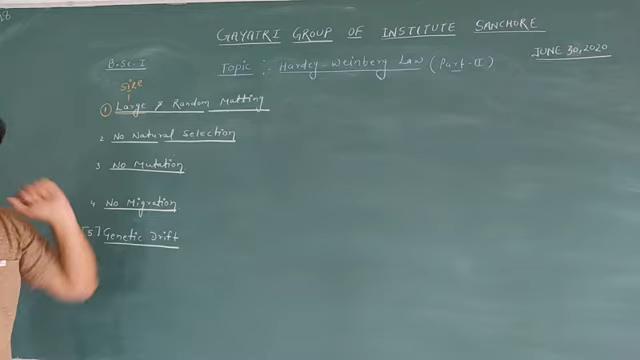 GAYATRI GROUP OF INSTITUTE SANCHORE
JUNE 30, 2020
B.Sc-I
Topic :- Hardey-Weinberg Law (Part-II)
size
① Large & Random Matting
2 No Natural Selection
3 No Mutation
4 No Migration
[5] Genetic Drift